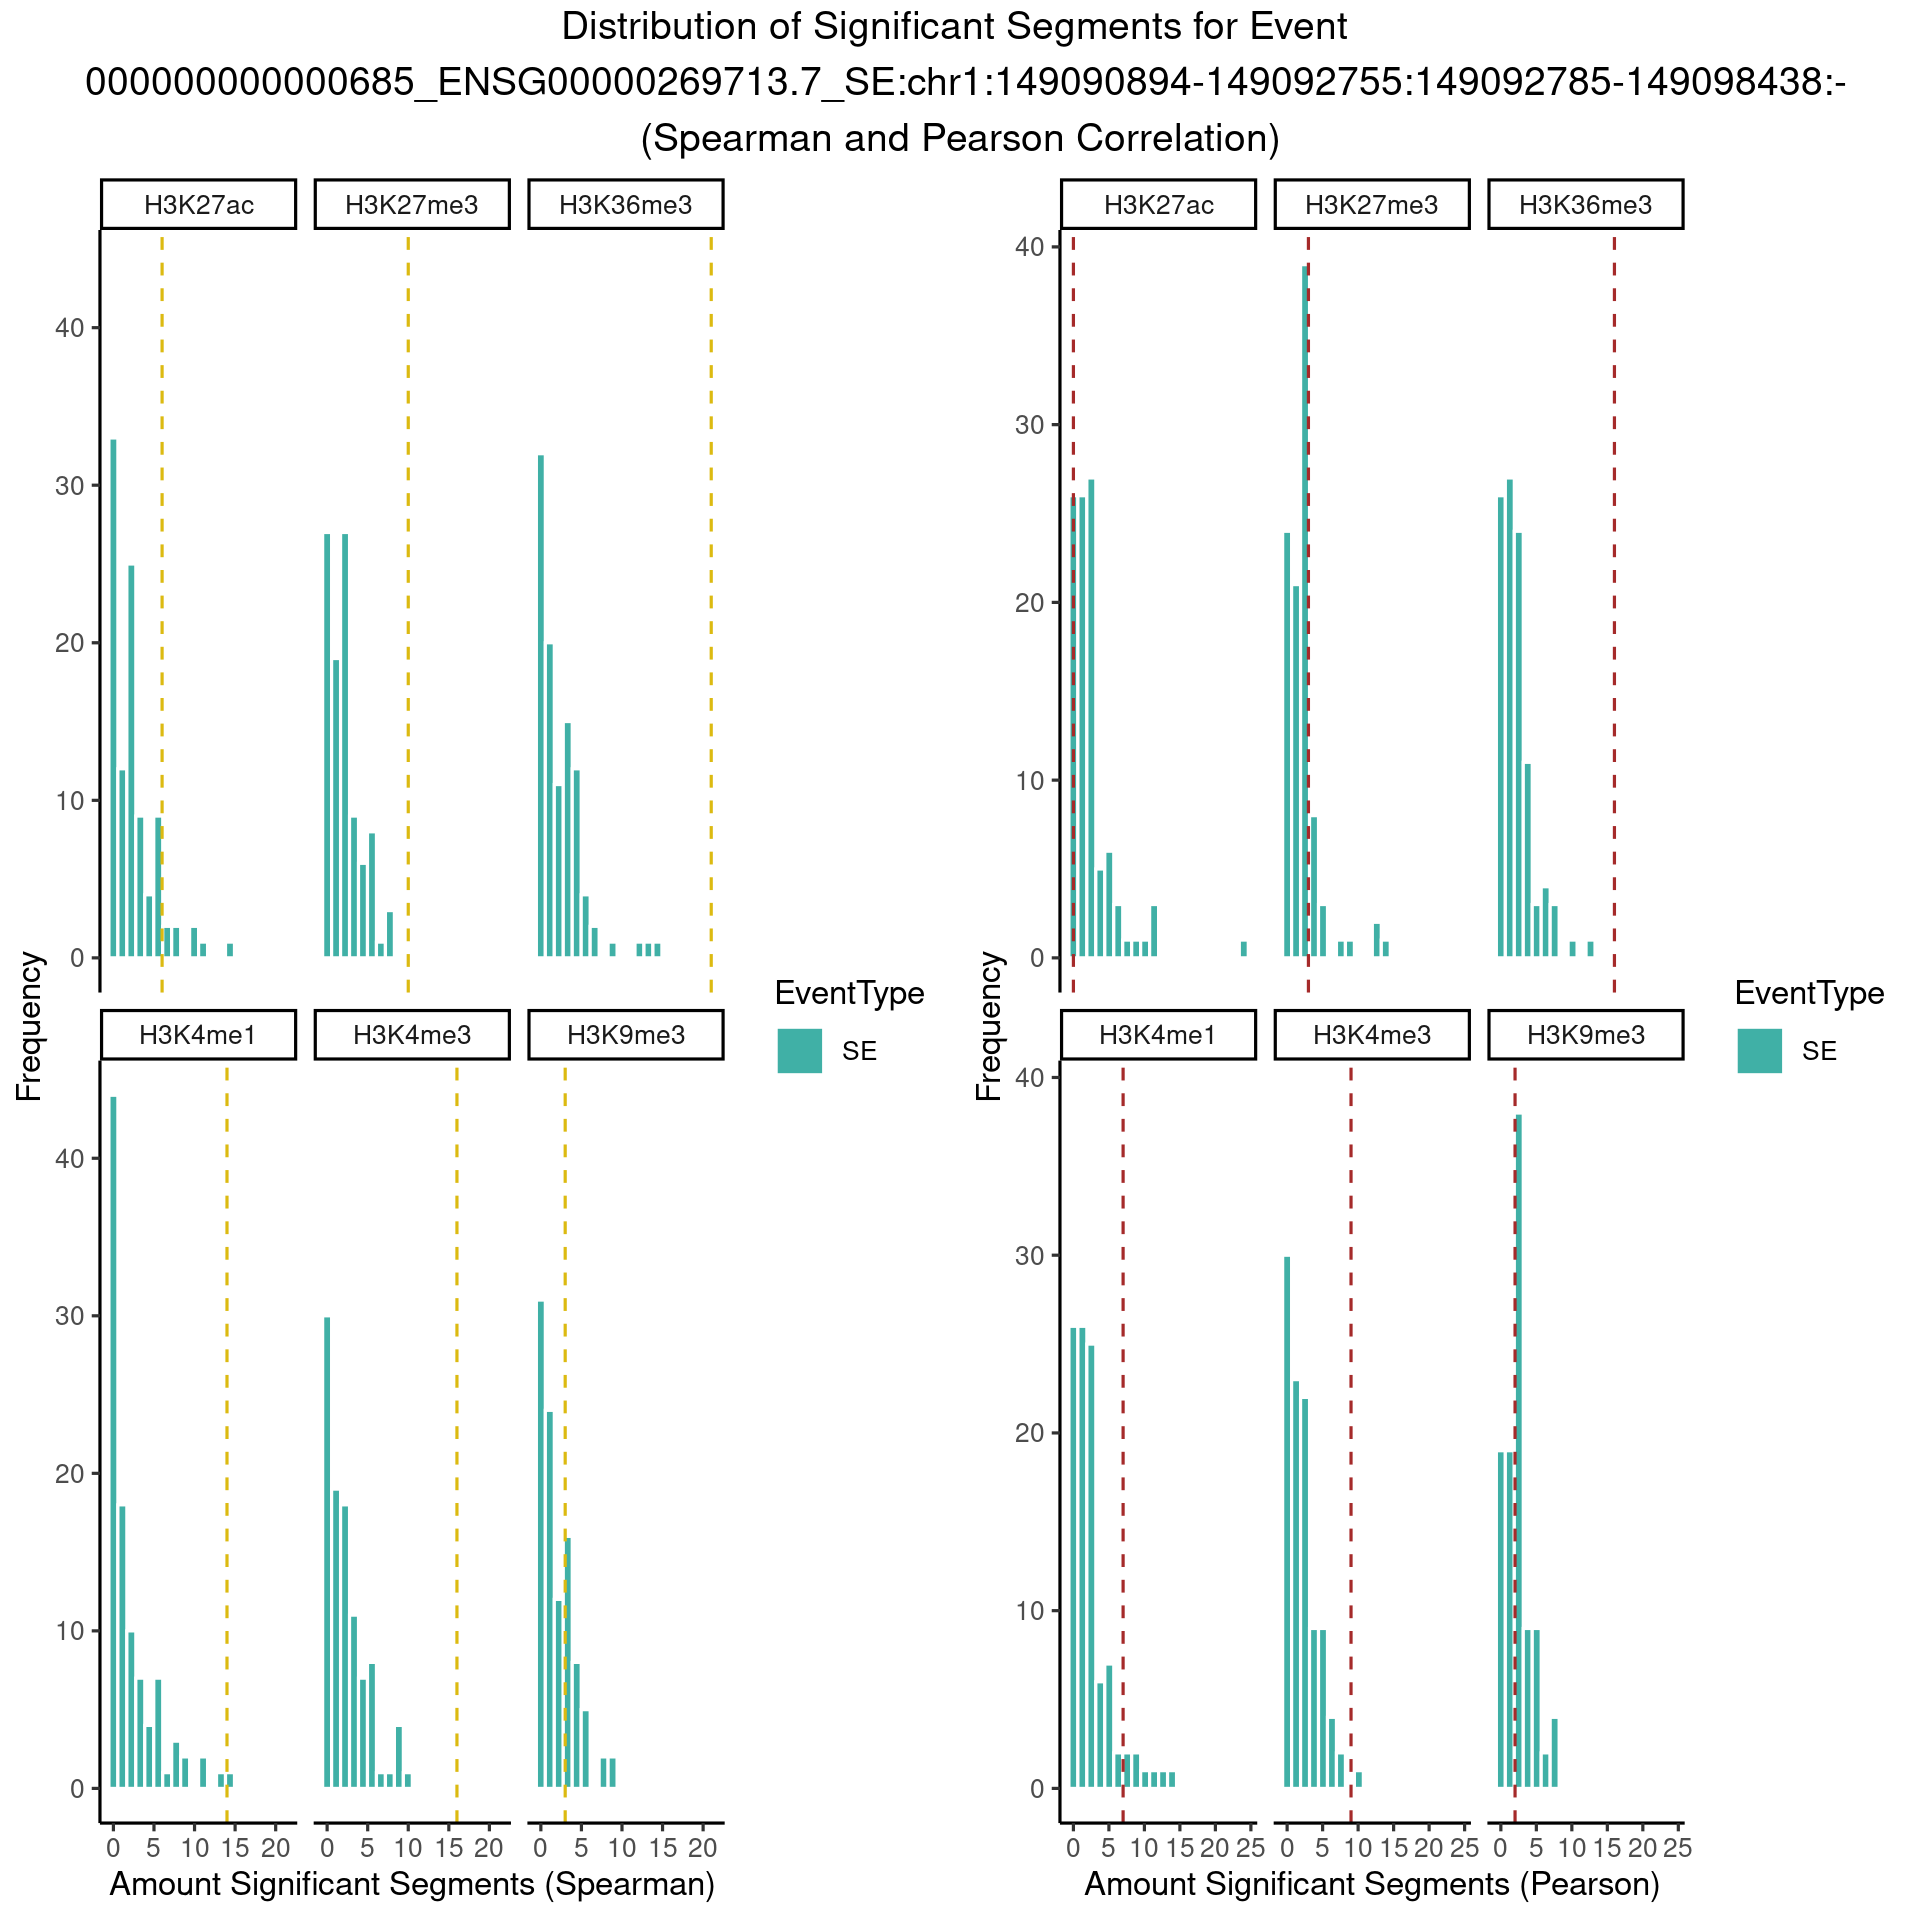 Distribution of Significant Segments for Event
000000000000685_ENSG00000269713.7_SE:chr1:149090894-149092755:149092785-149098438:-
(Spearman and Pearson Correlation)
H3K27ac H3K27me3 H3K36me3
40
30
20
10
0
H3K4me1 H3K4me3 H3K9me3
40
30
20
10
0
0 5 10 15 20 0 5 10 15 20 0 5 10 15 20
Frequency
Amount Significant Segments (Spearman)
EventType
SE
H3K27ac H3K27me3 H3K36me3
40
30
20
10
0
H3K4me1 H3K4me3 H3K9me3
40
30
20
10
0
0 5 10 15 20 25 0 5 10 15 20 25 0 5 10 15 20 25
Frequency
Amount Significant Segments (Pearson)
EventType
SE